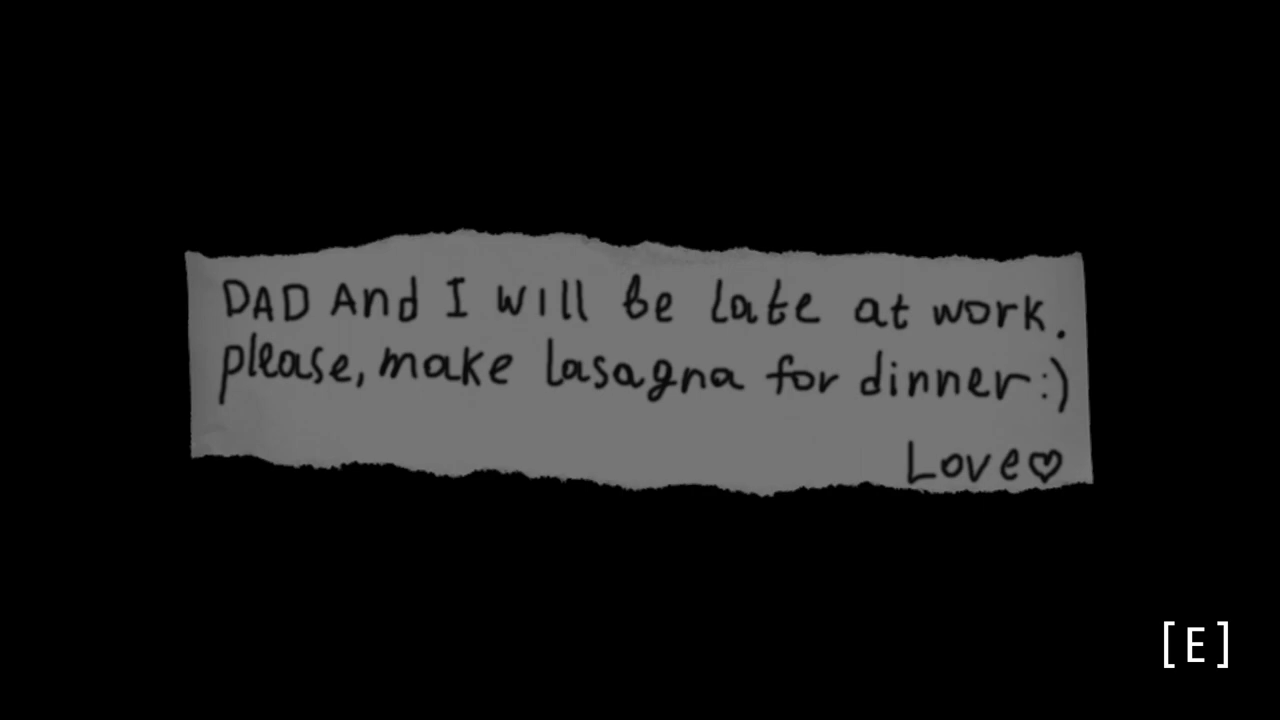 DAD And I will be late at work.
please, make lasagna for dinner:)
Love♡
[E]